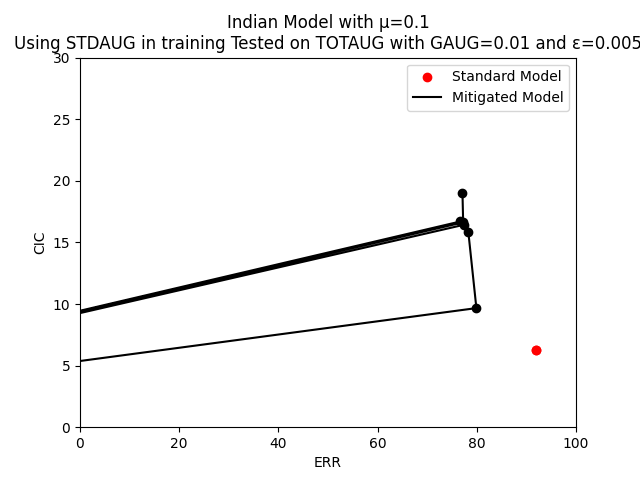 Indian Model with μ=0.1
Using STDAUG in training Tested on TOTAUG with GAUG=0.01 and ε=0.005
30
25
20
15
10
5
0
CIC
Standard Model
Mitigated Model
0 20 40 60 80 100
ERR